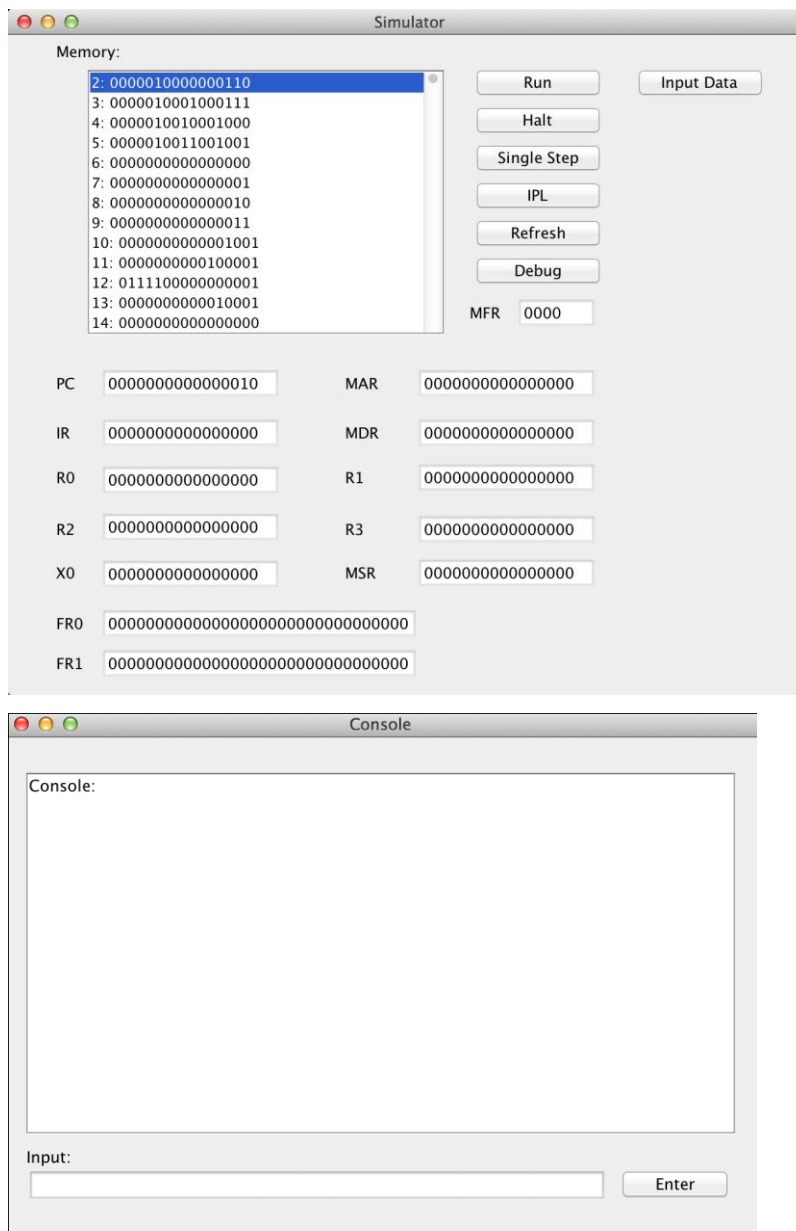 Simulator
Memory:
2: 0000010000000110
3: 0000010001000111
4: 0000010010001000
5: 0000010011001001
6: 0000000000000000
7: 0000000000000001
8: 0000000000000010
9: 0000000000000011
10: 0000000000001001
11: 0000000000100001
12: 0111100000000001
13: 0000000000010001
14: 0000000000000000
Run
Input Data
Halt
Single Step
IPL
Refresh
Debug
MFR 0000
PC 0000000000000010 MAR 0000000000000000
IR 0000000000000000 MDR 0000000000000000
R0 0000000000000000 R1 0000000000000000
R2 0000000000000000 R3 0000000000000000
X0 0000000000000000 MSR 0000000000000000
FR0 00000000000000000000000000000000
FR1 00000000000000000000000000000000
Console
Console:
Input:
Enter